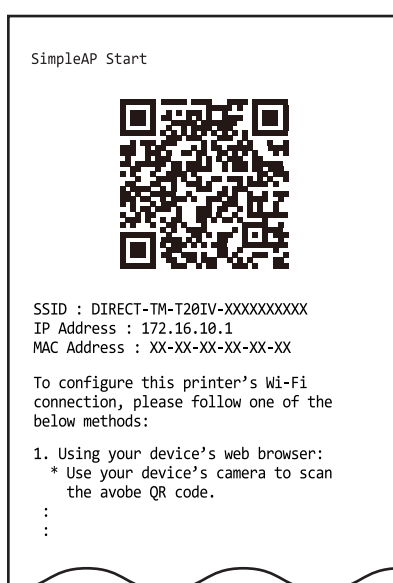 SimpleAP Start
SSID : DIRECT-TM-T20IV-XXXXXXXXXX
IP Address : 172.16.10.1
MAC Address : XX-XX-XX-XX-XX-XX
To configure this printer's Wi-Fi
connection, please follow one of the
below methods:
1. Using your device's web browser:
* Use your device's camera to scan
the avobe QR code.
:
: